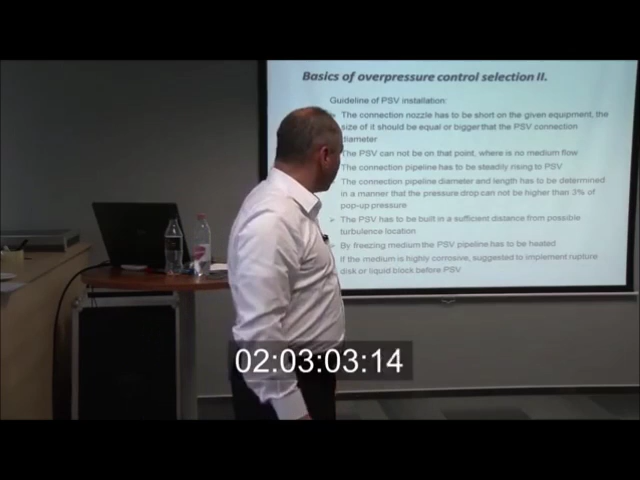 Basics of overpressure control selection II.
Guideline of PSV installation:
The connection nozzle has to be short on the given equipment, the
size of it should be equal or bigger that the PSV connection
diameter
The PSV can not be on that point, where is no medium flow
The connection pipeline has to be steadily rising to PSV
The connection pipeline diameter and length has to be determined
in a manner that the pressure drop can not be higher than 3% of
pop-up pressure
➢ The PSV has to be built in a sufficient distance from possible
turbulence location
➢ By freezing medium the PSV pipeline has to be heated
If the medium is highly corrosive, suggested to implement rupture
disk or liquid block before PSV
02:03:03:14